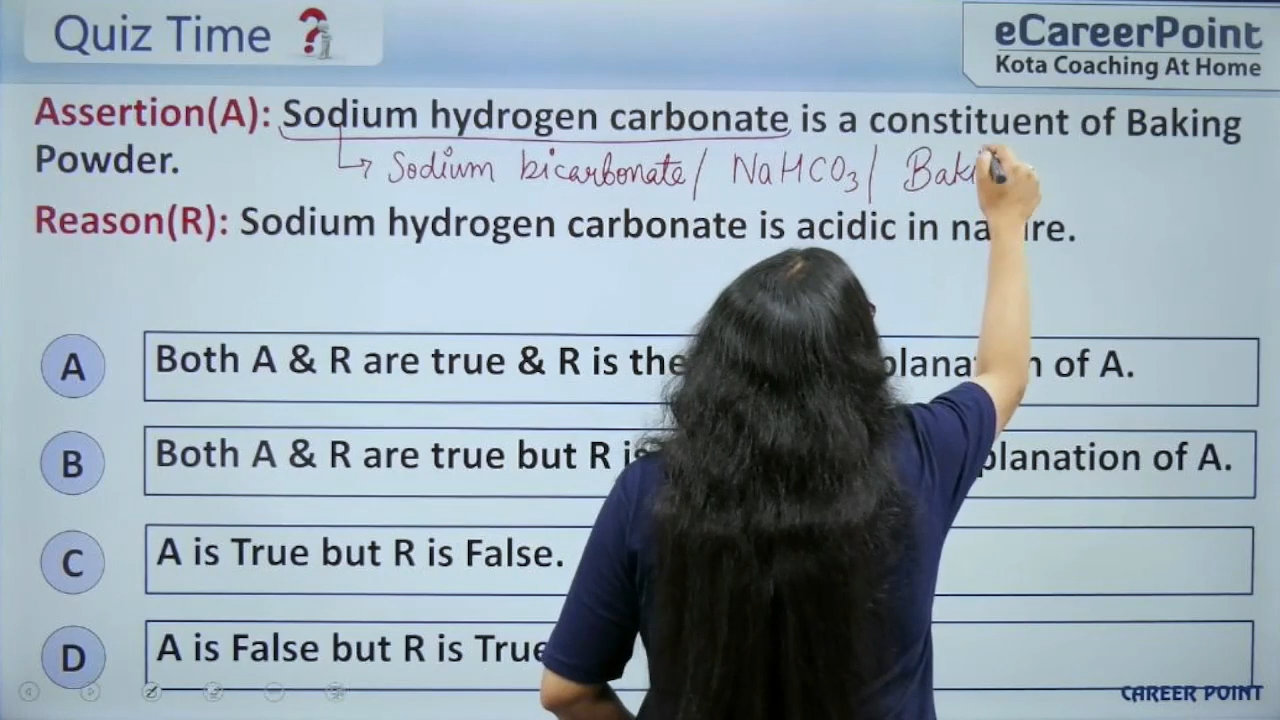 Quiz Time
eCareerPoint
Kota Coaching At Home
Assertion(A): Sodium hydrogen carbonate is a constituent of Baking
Powder.
Sodium bicarbonate/ NaHCO3/ Baki
Reason(R): Sodium hydrogen carbonate is acidic in
A
Both A & R are true & R is the of A.
B
Both A & R are true but R of A.
C
A is True but R is False.
D
A is False but R is True
CAREER POINT